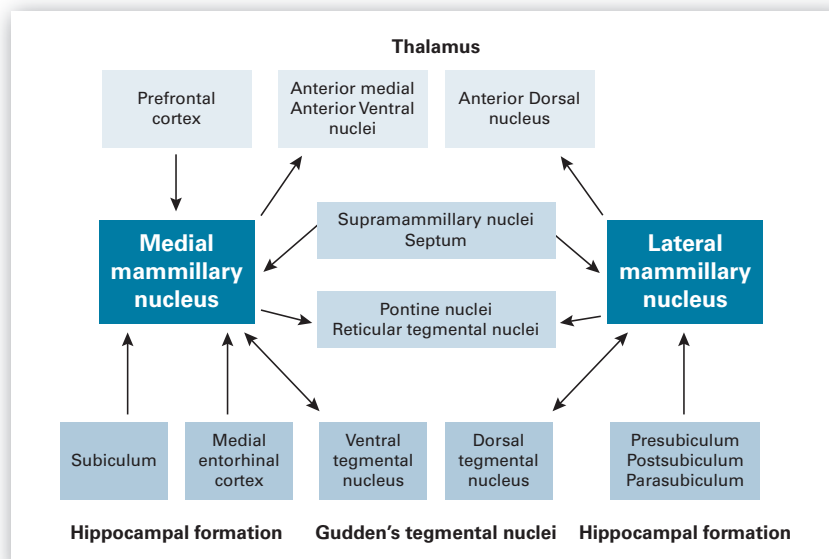 Thalamus
Prefrontal
cortex
Anterior medial
Anterior Ventral
nuclei
Anterior Dorsal
nucleus
Medial
mammillary
nucleus
Supramammillary nuclei
Septum
Lateral
mammillary
nucleus
Pontine nuclei
Reticular tegmental nuclei
Subiculum
Medial
entorhinal
cortex
Ventral
tegmental
nucleus
Dorsal
tegmental
nucleus
Presubiculum
Postsubiculum
Parasubiculum
Hippocampal formation
Gudden's tegmental nuclei
Hippocampal formation